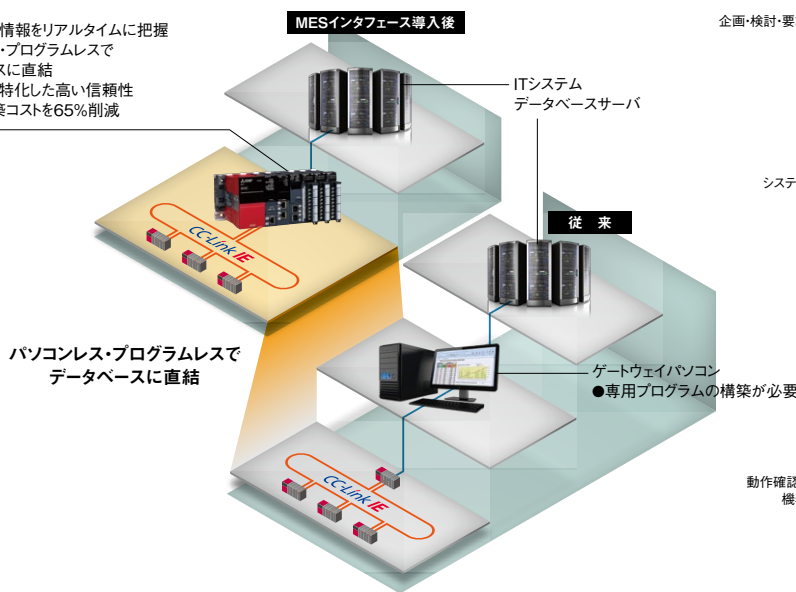 情報をリアルタイムに把握
・プログラムレスで
スに直結
特化した高い信頼性
築コストを65%削減
MESインタフェース導入後
企画・検討・要
ITシステム
データベースサーバ
システ
CC-Link IE
従 来
パソコンレス・プログラムレスで
データベースに直結
ゲートウェイパソコン
●専用プログラムの構築が必要
CC-Link IE
動作確認
機